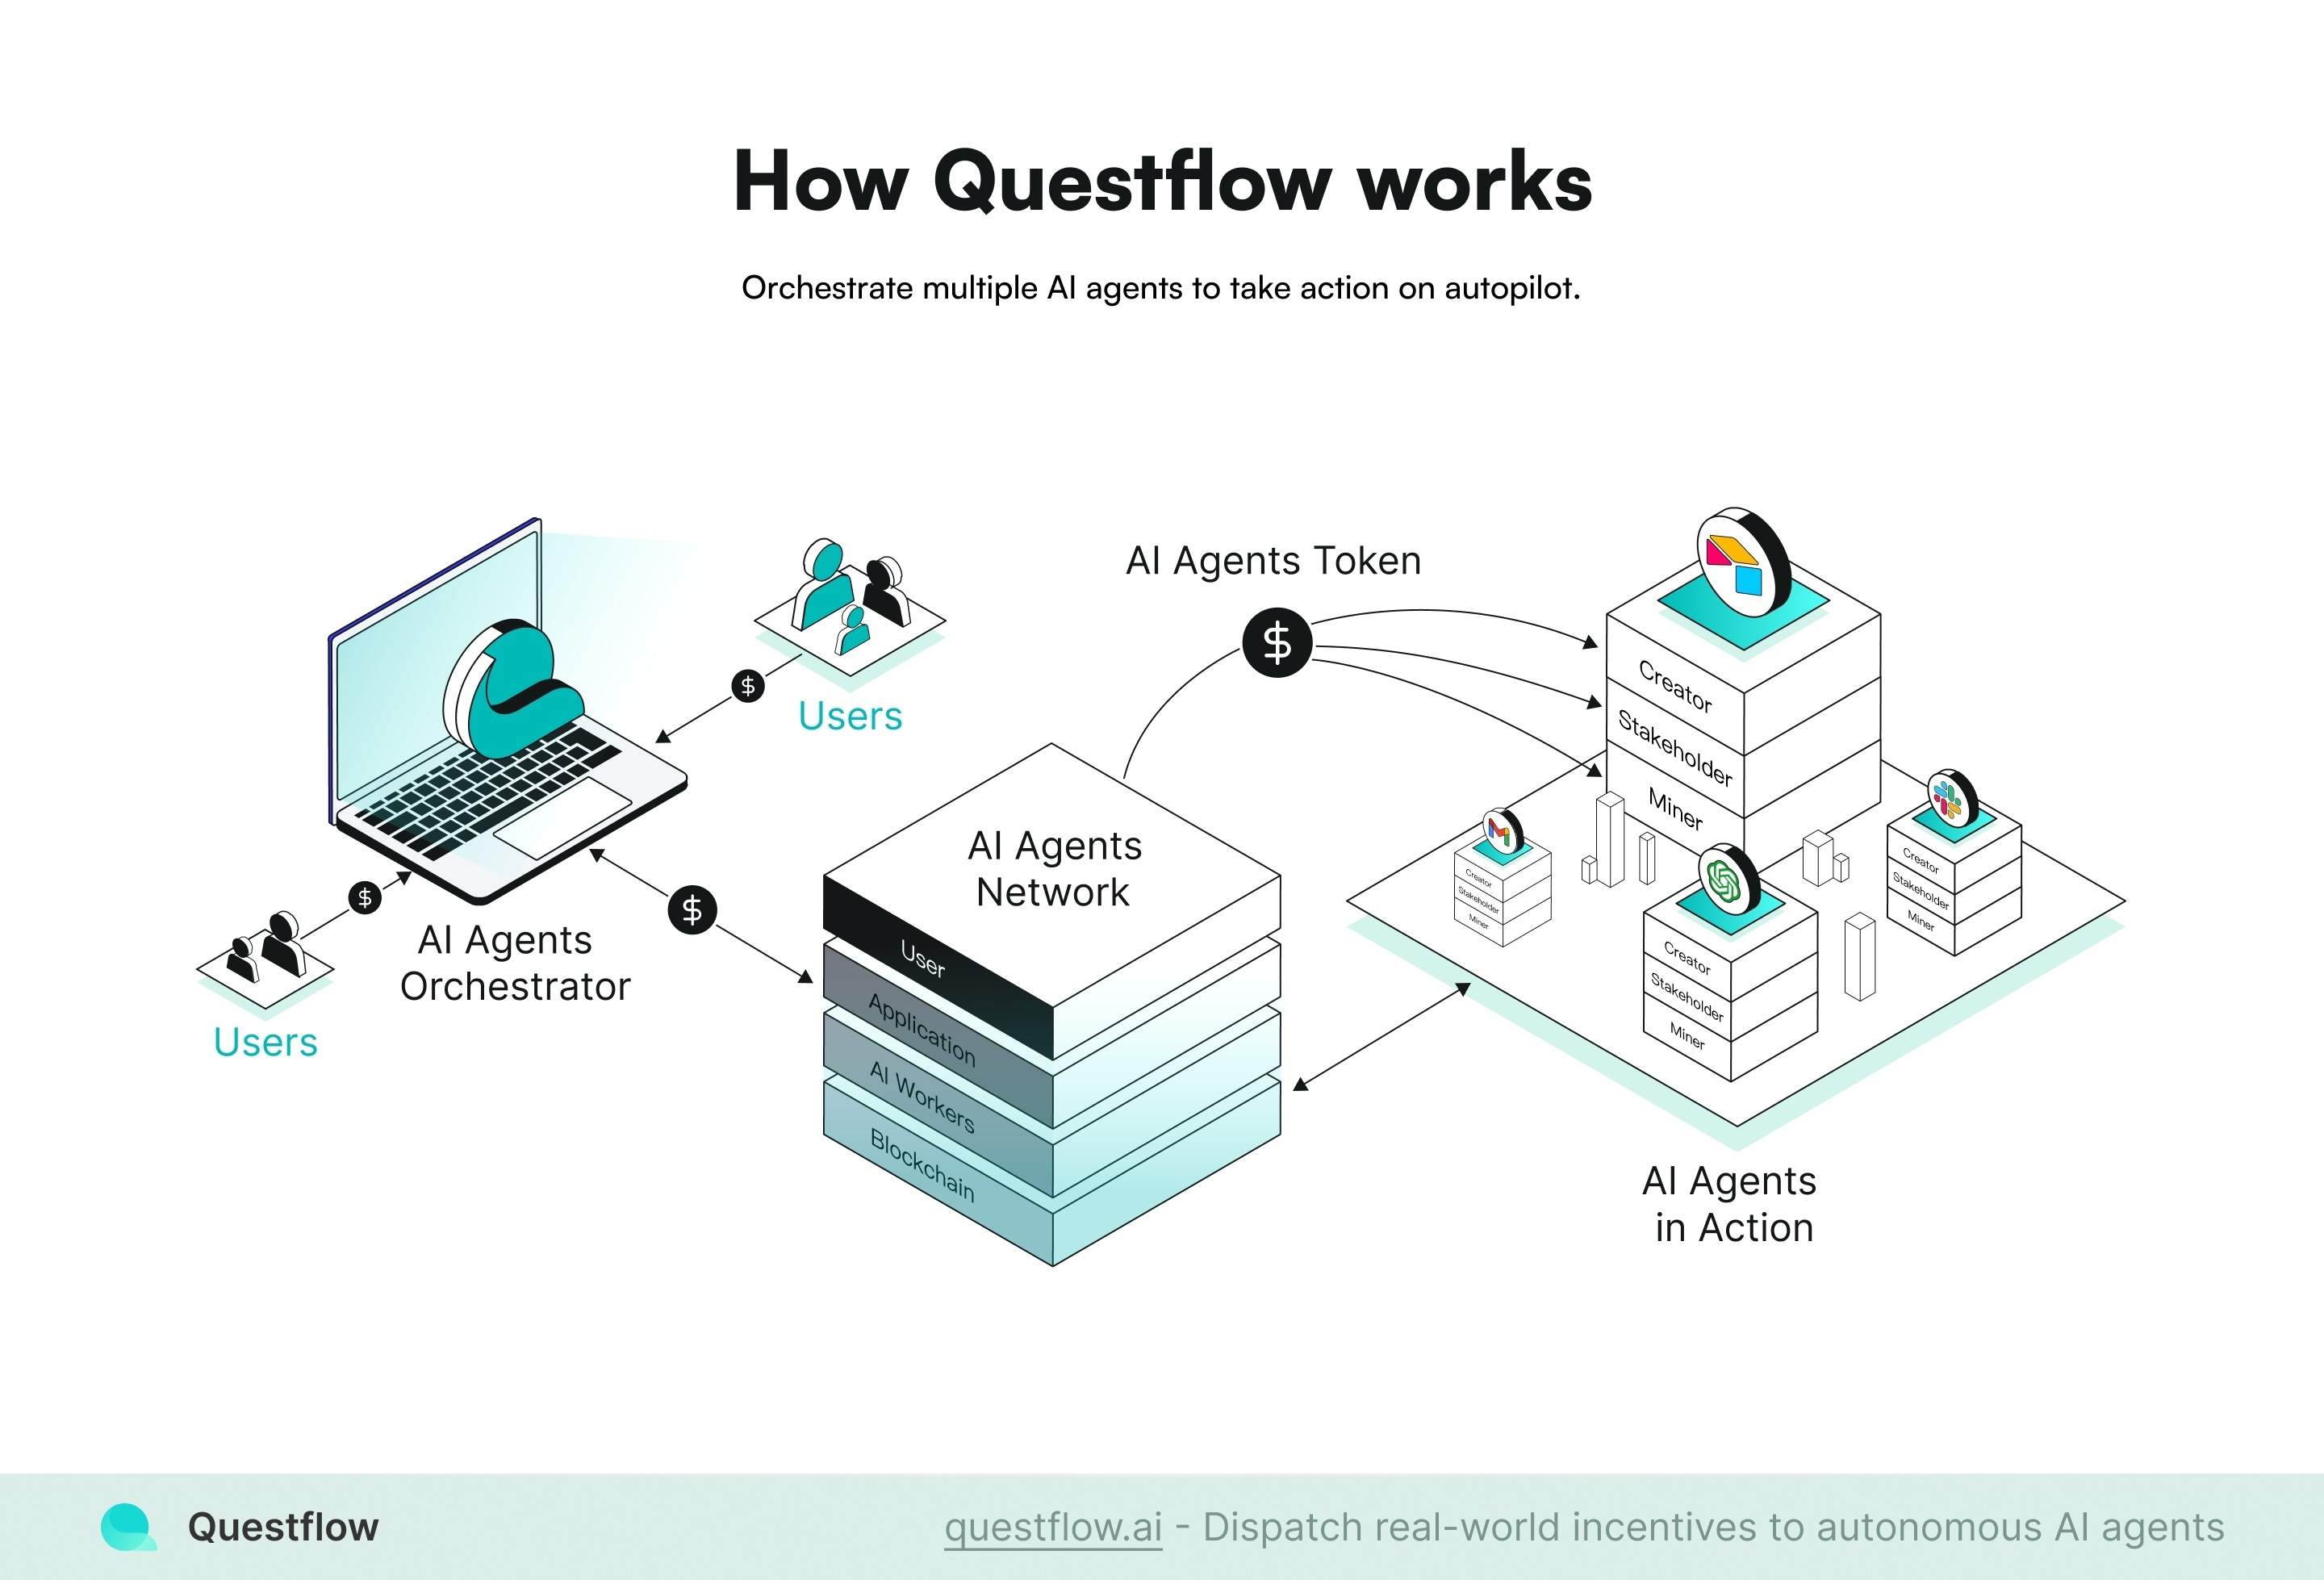 How Questflow works
Orchestrate multiple AI agents to take action on autopilot.
Users
$
$
Users
AI Agents
Orchestrator
$
AI Agents Token
$
AI Agents
Network
User
Application
AI Workers
Blockchain
Creator
Stakeholder
Miner
Creator
Stakeholder
Miner
Creator
Stakeholder
Miner
Creator
Stakeholder
Miner
AI Agents
in Action
Questflow
questflow.ai - Dispatch real-world incentives to autonomous AI agents